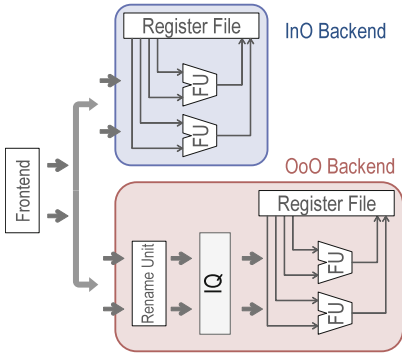 Register File
InO Backend
FU
FU
OoO Backend
Frontend
Register File
Rename Unit
IQ
FU
FU